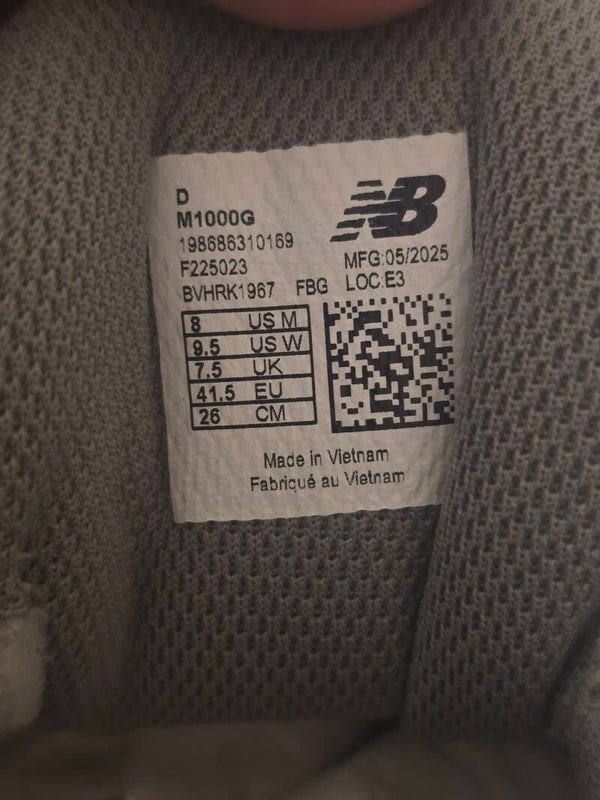 D
M1000G
198686310169
F225023
BVHRK1967 FBG
NB
MFG:05/2025
LOC:E3
8 US M
9.5 US W
7.5 UK
41.5 EU
26 CM
Made in Vietnam
Fabriqué au Vietnam